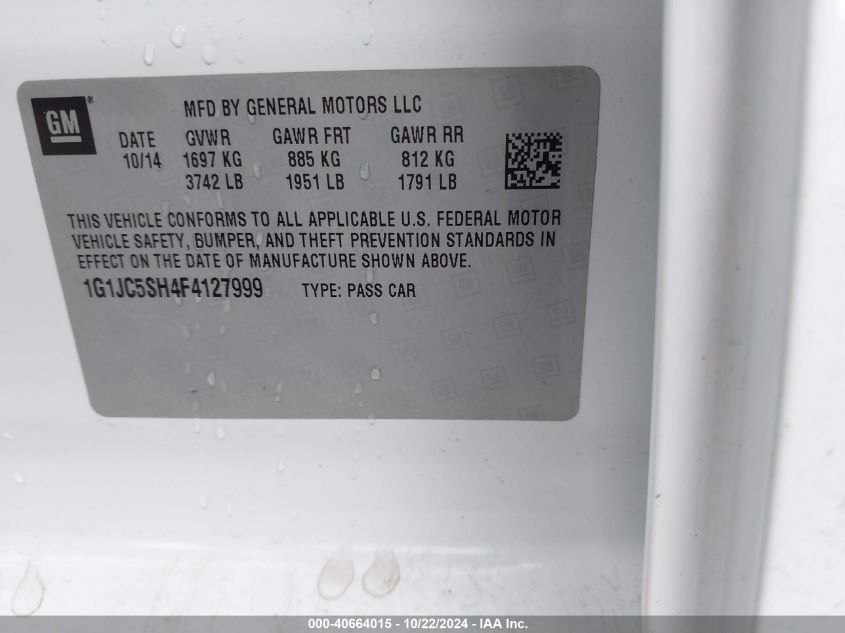 GM®
MFD BY GENERAL MOTORS LLC
DATE GVWR GAWR FRT GAWR RR
10/14 1697 KG 885 KG 812 KG
3742 LB 1951 LB 1791 LB
THIS VEHICLE CONFORMS TO ALL APPLICABLE U.S. FEDERAL MOTOR
VEHICLE SAFETY, BUMPER, AND THEFT PREVENTION STANDARDS IN
EFFECT ON THE DATE OF MANUFACTURE SHOWN ABOVE.
1G1JC5SH4F4127999 TYPE: PASS CAR
000-40664015 - 10/22/2024 - IAA Inc.